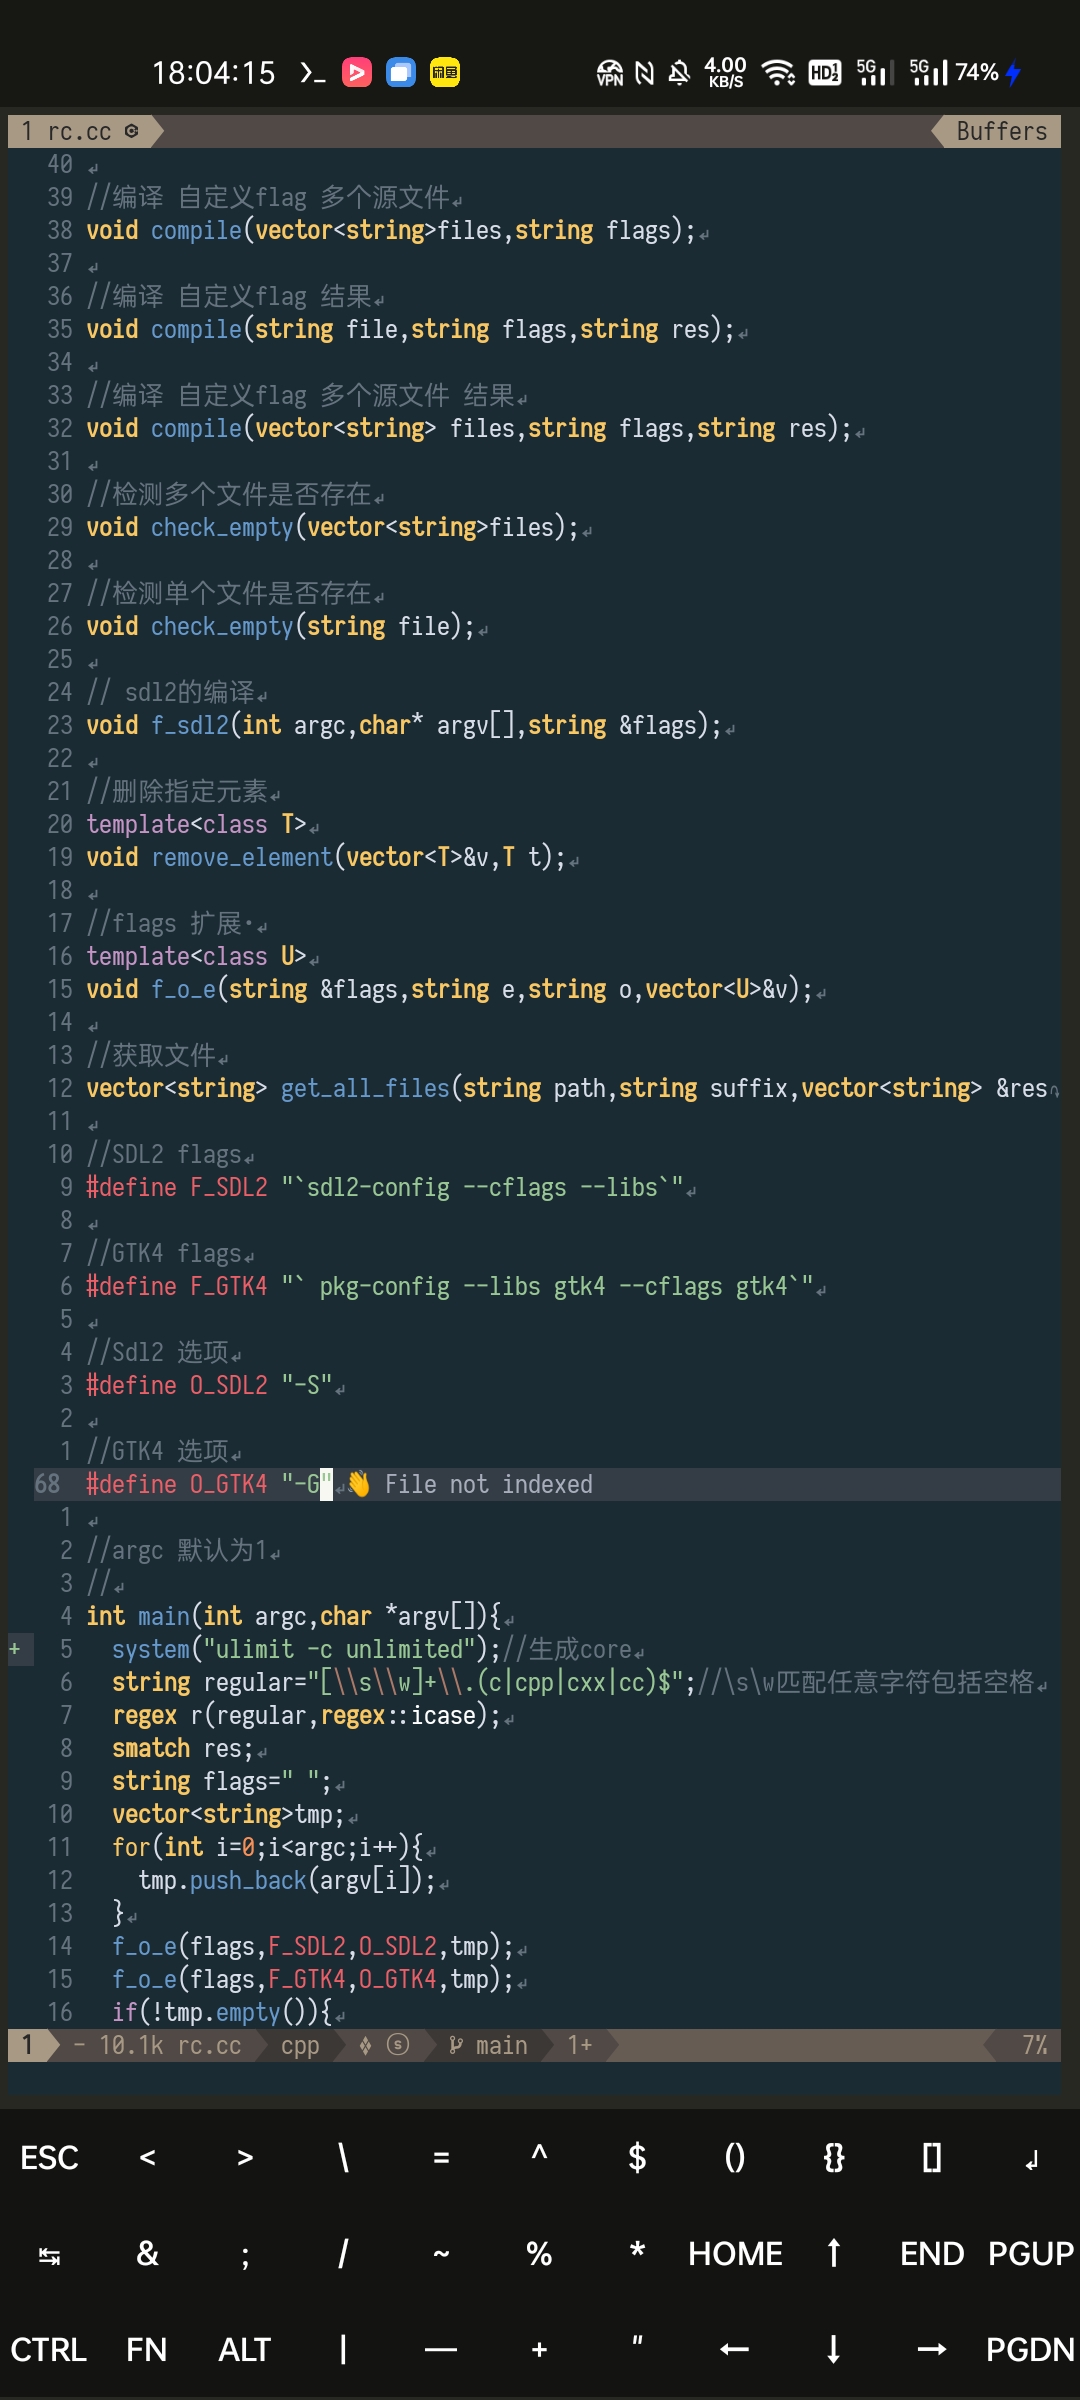 18:04:15 VPN 4.00 KB/S HD 1 2 5G 5G 74%
1 rc.cc Buffers
40
39 //编译 自定义flag 多个源文件
38 void compile(vector<string>files,string flags);
37
36 //编译 自定义flag 结果
35 void compile(string file,string flags,string res);
34
33 //编译 自定义flag 多个源文件 结果
32 void compile(vector<string> files,string flags,string res);
31
30 //检测多个文件是否存在
29 void check_empty(vector<string>files);
28
27 //检测单个文件是否存在
26 void check_empty(string file);
25
24 // sdl2的编译
23 void f_sdl2(int argc,char* argv[],string &flags);
22
21 //删除指定元素
20 template<class T>
19 void remove_element(vector<T>&v,T t);
18
17 //flags 扩展·
16 template<class U>
15 void f_o_e(string &flags,string e,string o,vector<U>&v);
14
13 //获取文件
12 vector<string> get_all_files(string path,string suffix,vector<string> &res
11
10 //SDL2 flags
9 #define F_SDL2 "`sdl2-config --cflags --libs`"
8
7 //GTK4 flags
6 #define F_GTK4 "` pkg-config --libs gtk4 --cflags gtk4`"
5
4 //Sdl2 选项
3 #define O_SDL2 "-S"
2
1 //GTK4 选项
68 #define O_GTK4 "-G" 👋 File not indexed
1
2 //argc 默认为1
3 //
4 int main(int argc,char *argv[]){
+ 5 system("ulimit -c unlimited");//生成core
6 string regular="[\\s\\w]+\\.(c|cpp|cxx|cc)$";//\s\w匹配任意字符包括空格
7 regex r(regular,regex::icase);
8 smatch res;
9 string flags=" ";
10 vector<string>tmp;
11 for(int i=0;i<argc;i++){
12 tmp.push_back(argv[i]);
13 }
14 f_o_e(flags,F_SDL2,O_SDL2,tmp);
15 f_o_e(flags,F_GTK4,O_GTK4,tmp);
16 if(!tmp.empty()){
1 - 10.1k rc.cc cpp ⓢ main 1+ 7%
ESC < > \ = ^ $ () {} [] ↲
↹ & ; / ~ % * HOME ↑ END PGUP
CTRL FN ALT | — + " ← ↓ → PGDN